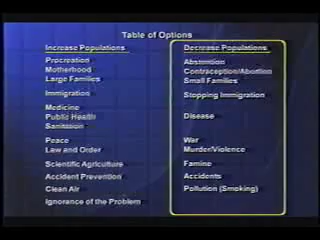 Table of Options
Increase Populations
Procreation
Motherhood
Large Families
Immigration
Medicine
Public Health
Sanitation
Peace
Law and Order
Scientific Agriculture
Accident Prevention
Clean Air
Ignorance of the Problem
Decrease Populations
Abstention
Contraception/Abortion
Small Families
Stopping Immigration
Disease
War
Murder/Violence
Famine
Accidents
Pollution (Smoking)